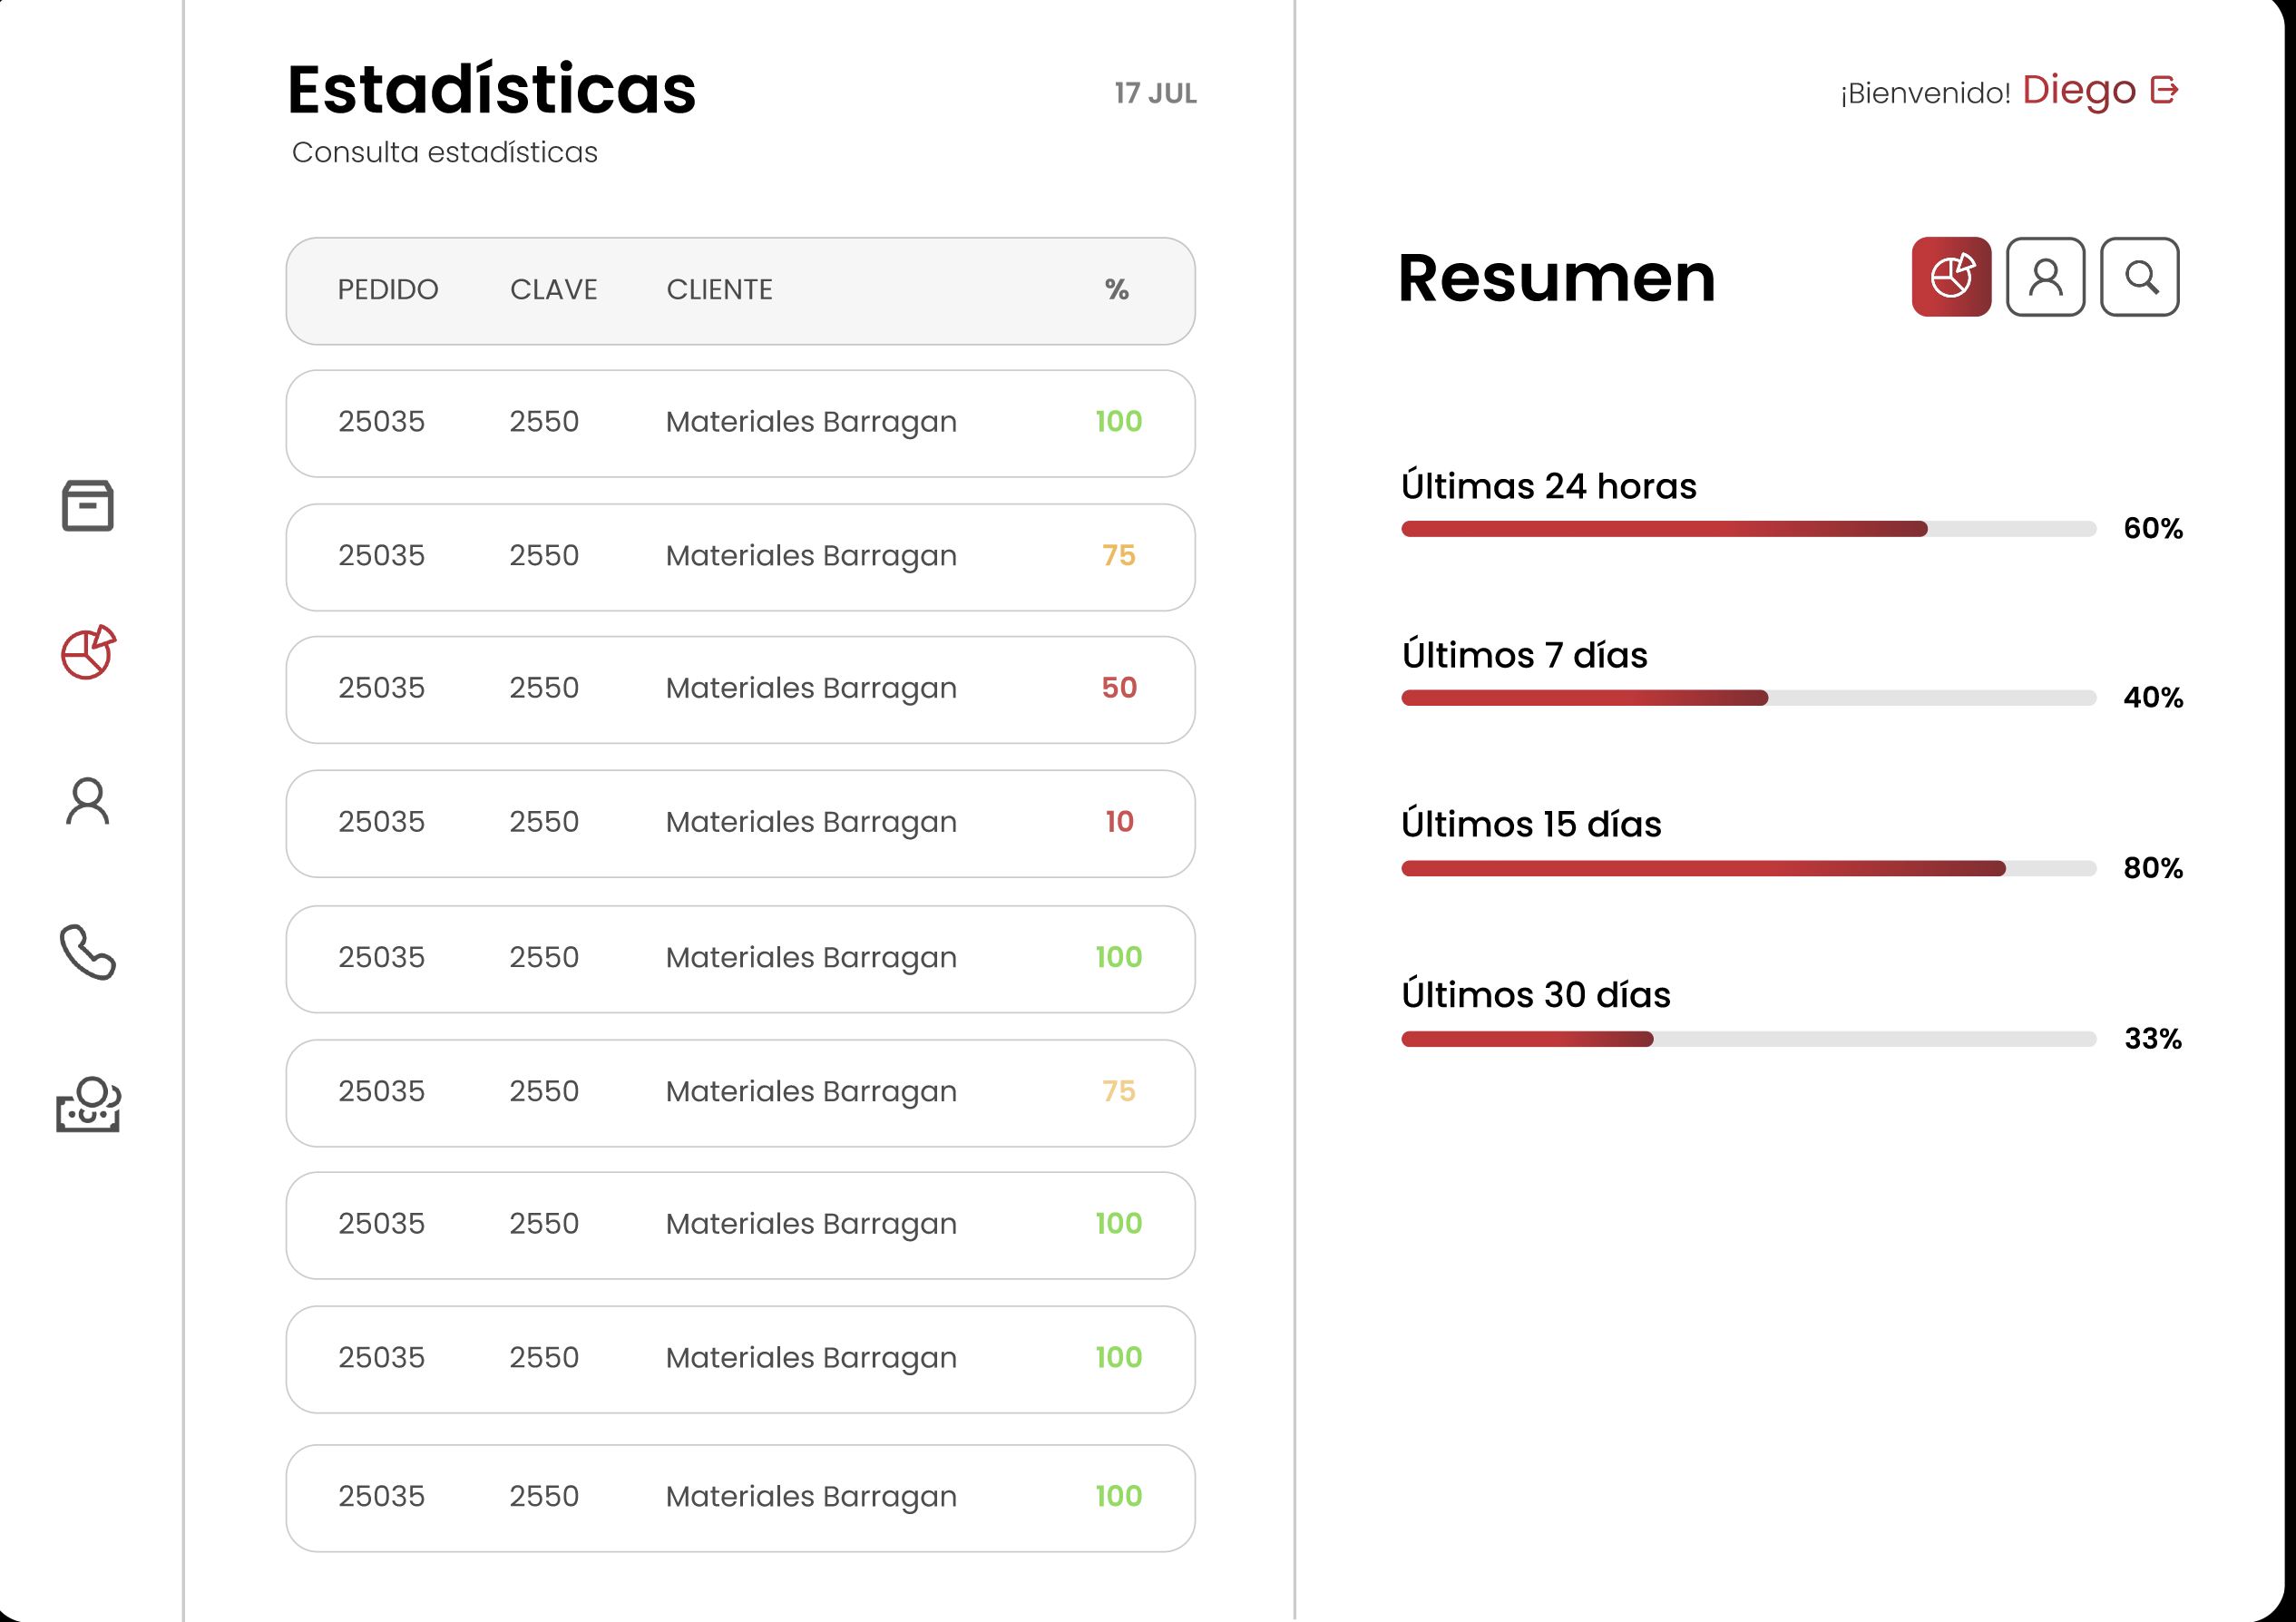 Estadísticas
17 JUL
Consulta estadísticas
PEDIDO CLAVE CLIENTE %
25035 2550 Materiales Barragan 100
25035 2550 Materiales Barragan 75
25035 2550 Materiales Barragan 50
25035 2550 Materiales Barragan 10
25035 2550 Materiales Barragan 100
25035 2550 Materiales Barragan 75
25035 2550 Materiales Barragan 100
25035 2550 Materiales Barragan 100
25035 2550 Materiales Barragan 100
¡Bienvenido! Diego
Resumen
Últimas 24 horas
60%
Últimos 7 días
40%
Últimos 15 días
80%
Últimos 30 días
33%